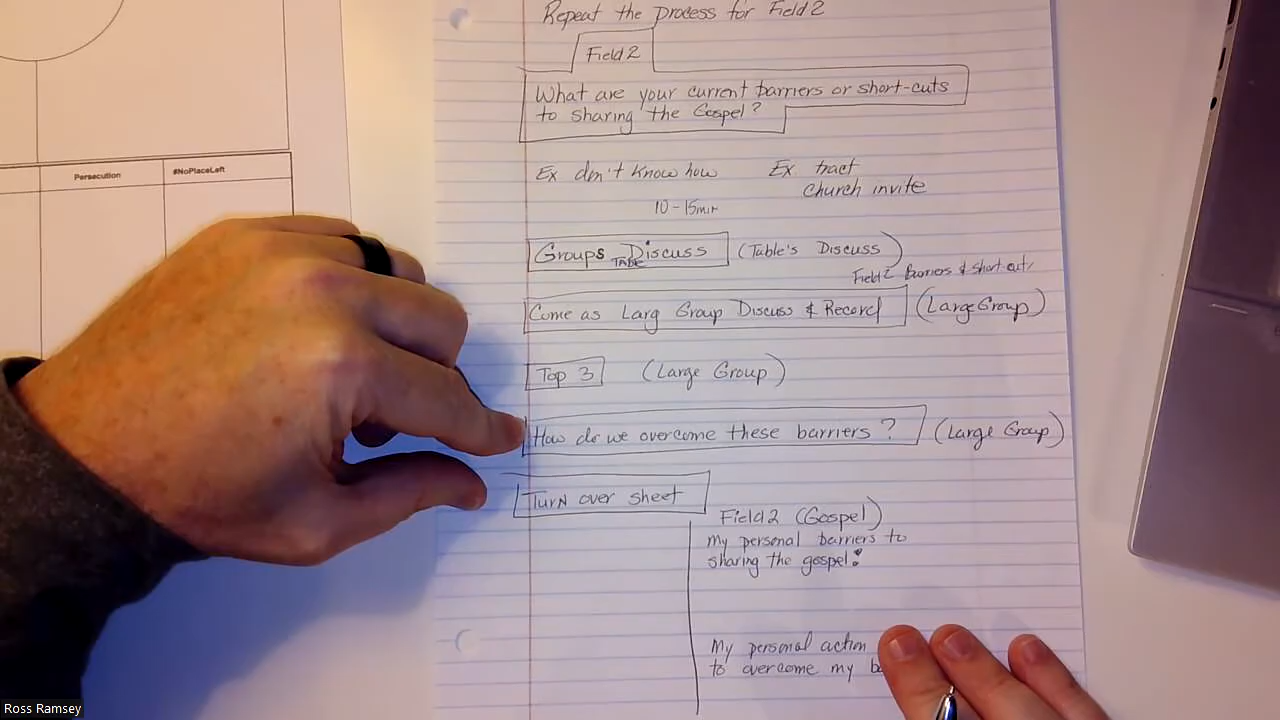 Repeat the process for Field 2
Field 2
What are your current barriers or short-cuts
to sharing the Gospel?
Ex don't know how
Ex tract
church invite
10-15min
Persecution
#NoPlaceLeft
Groups Discuss (Table's Discuss)
TABLE
Field 2 Barriers & short cuts
Come as Larg Group Discuss & Record (Large Group)
Top 3 (Large Group)
How do we overcome these barriers? (Large Group)
Turn over sheet
Field 2 (Gospel)
My personal barriers to
sharing the gospel:
My personal action
to overcome my
Ross Ramsey